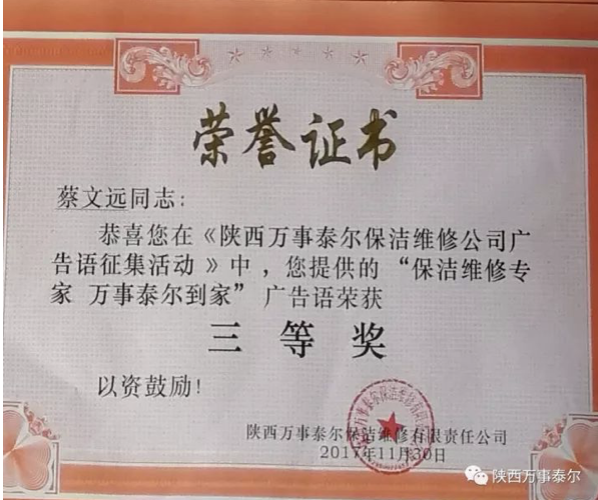 荣誉证书
蔡文远同志：
恭喜您在《陕西万事泰尔保洁维修公司广
告语征集活动 》中，您提供的“保洁维修专
家 万事泰尔到家”广告语荣获
三 等 奖
以资鼓励！
陕西万事泰尔保洁维修有限责任公司
2017年11月30日
陕西万事泰尔